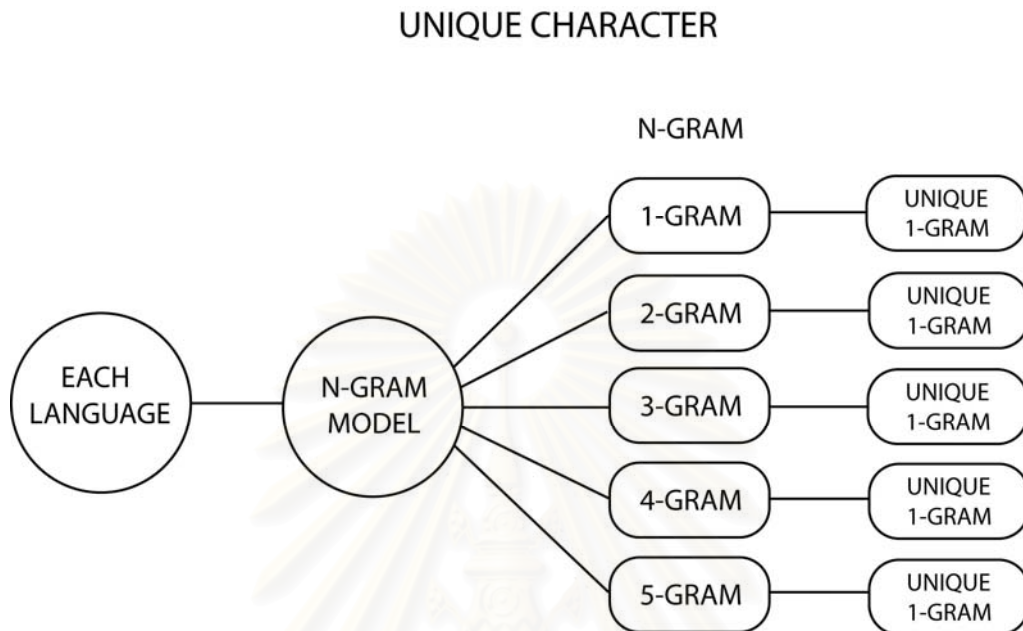 UNIQUE CHARACTER
N-GRAM
1-GRAM
UNIQUE
1-GRAM
2-GRAM
UNIQUE
1-GRAM
EACH
LANGUAGE
N-GRAM
MODEL
3-GRAM
UNIQUE
1-GRAM
4-GRAM
UNIQUE
1-GRAM
5-GRAM
UNIQUE
1-GRAM